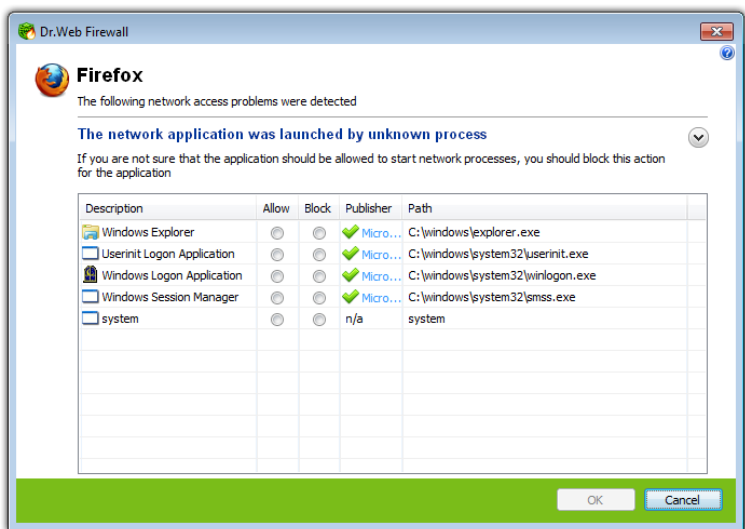 Dr.Web Firewall
Firefox
The following network access problems were detected
The network application was launched by unknown process
If you are not sure that the application should be allowed to start network processes, you should block this action
for the application
Description Allow Block Publisher Path
Windows Explorer Micro... C:\windows\explorer.exe
Userinit Logon Application Micro... C:\windows\system32\userinit.exe
Windows Logon Application Micro... C:\windows\system32\winlogon.exe
Windows Session Manager Micro... C:\windows\system32\smss.exe
system n/a system
OK Cancel